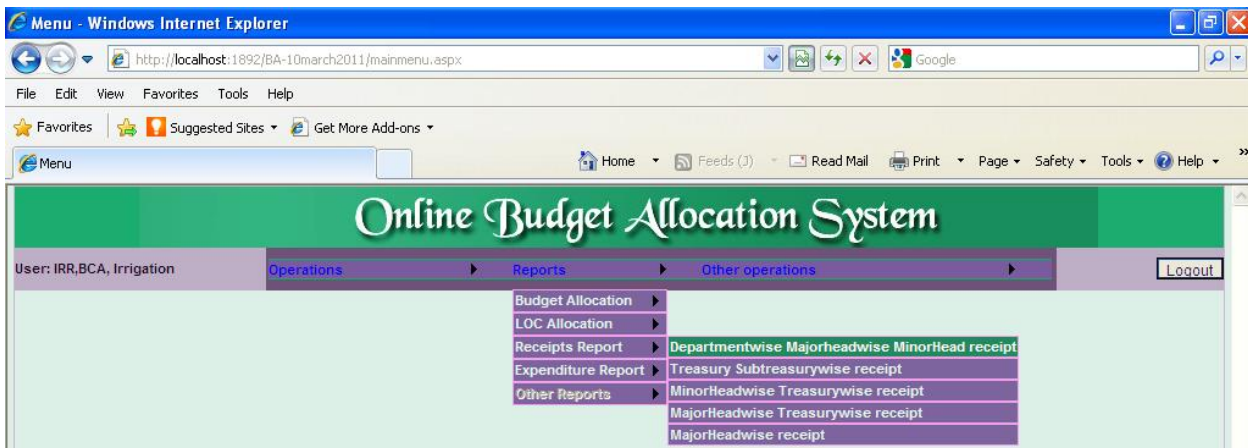 Menu - Windows Internet Explorer
http://localhost:1892/BA-10march2011/mainmenu.aspx
Google
File Edit View Favorites Tools Help
Favorites Suggested Sites Get More Add-ons
Menu Home Feeds (J) Read Mail Print Page Safety Tools Help »
Online Budget Allocation System
User: IRR,BCA, Irrigation Operations Reports Other operations Logout
Budget Allocation
LOC Allocation
Receipts Report Departmentwise Majorheadwise MinorHead receipt
Expenditure Report Treasury Subtreasurywise receipt
Other Reports MinorHeadwise Treasurywise receipt
MajorHeadwise Treasurywise receipt
MajorHeadwise receipt